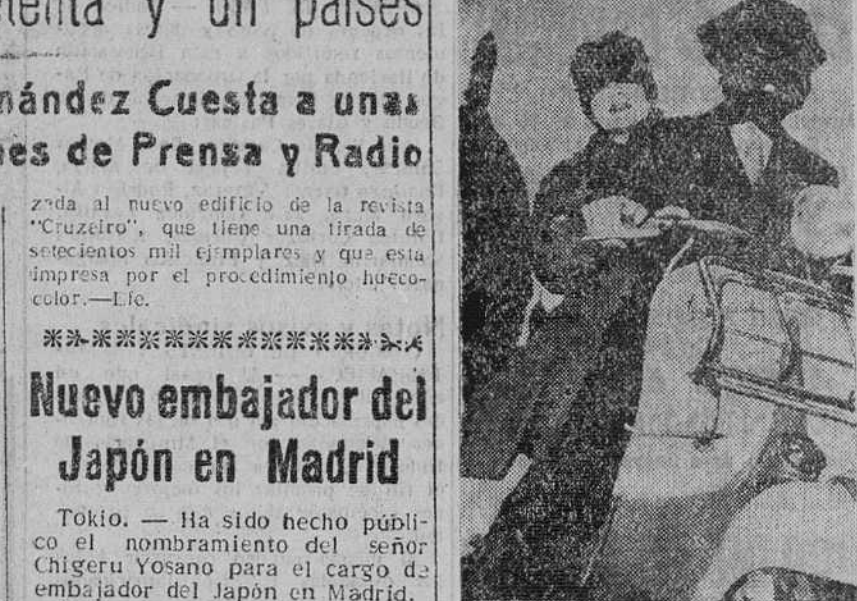 y un países
nández Cuesta a unas
es de Prensa y Radio
zada al nuevo edificio de la revista
"Cruzeiro", que tiene una tirada de
setecientos mil ejemplares y que está
impresa por el procedimiento hueco-
color.—Efe.
Nuevo embajador del
Japón en Madrid
Tokio. — Ha sido hecho públi-
co el nombramiento del señor
Chigeru Yosano para el cargo de
embajador del Japón en Madrid.